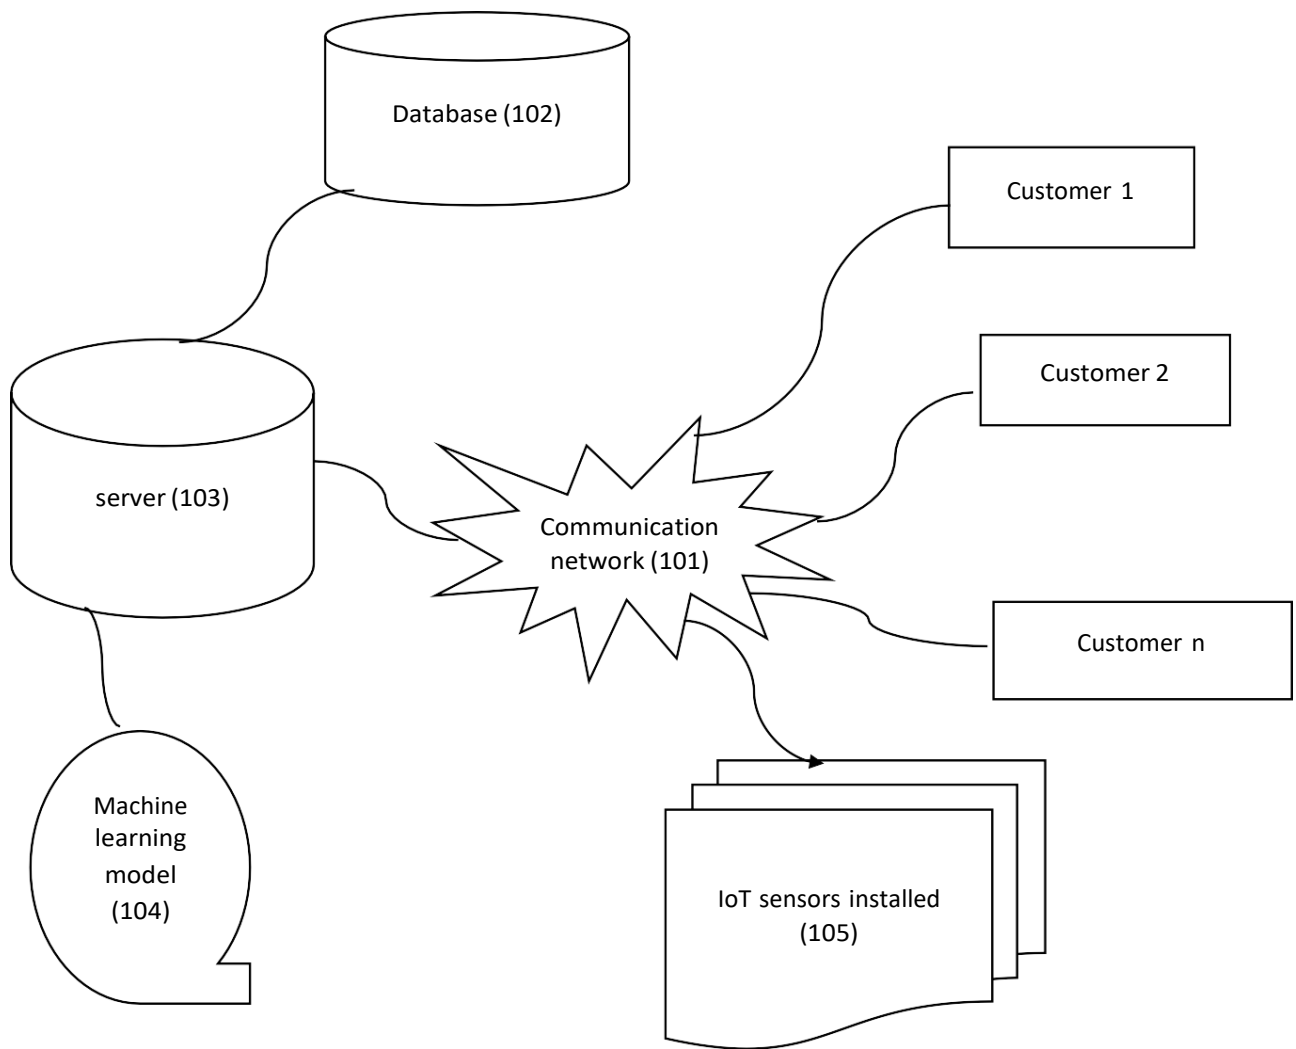 Database (102)
Customer 1
Customer 2
server (103)
Communication
network (101)
Customer n
Machine
learning
model
(104)
IoT sensors installed
(105)